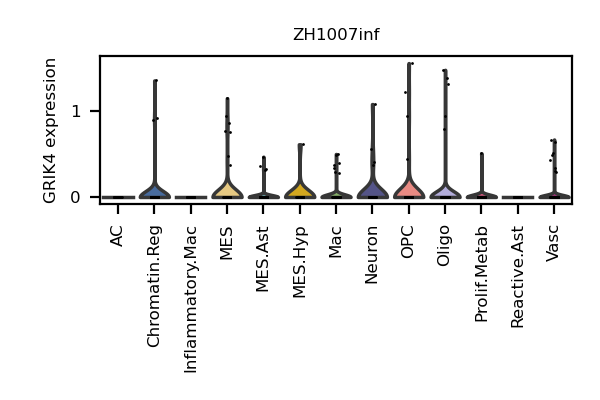 ZH1007inf
GRIK4 expression
1
0
AC
Chromatin.Reg
Inflammatory.Mac
MES
MES.Ast
MES.Hyp
Mac
Neuron
OPC
Oligo
Prolif.Metab
Reactive.Ast
Vasc